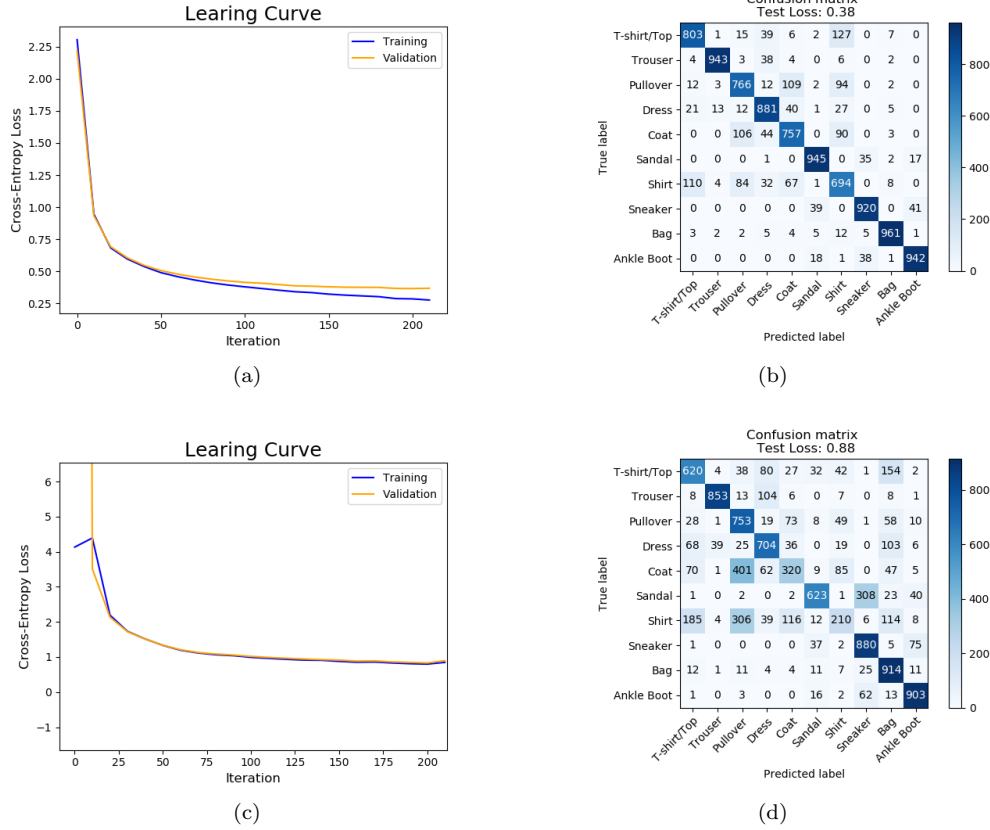 Learing Curve
Training
Validation
2.25
2.00
1.75
1.50
1.25
1.00
0.75
0.50
0.25
Cross-Entropy Loss
0 50 100 150 200
Iteration
(a)
Confusion matrix
Test Loss: 0.38
T-shirt/Top 803 1 15 39 6 2 127 0 7 0
Trouser 4 943 3 38 4 0 6 0 2 0
Pullover 12 3 766 12 109 2 94 0 2 0
Dress 21 13 12 881 40 1 27 0 5 0
Coat 0 0 106 44 757 0 90 0 3 0
Sandal 0 0 0 1 0 945 0 35 2 17
Shirt 110 4 84 32 67 1 694 0 8 0
Sneaker 0 0 0 0 0 39 0 920 0 41
Bag 3 2 2 5 4 5 12 5 961 1
Ankle Boot 0 0 0 0 0 18 1 38 1 942
True label
T-shirt/Top Trouser Pullover Dress Coat Sandal Shirt Sneaker Bag Ankle Boot
Predicted label
800
600
400
200
0
(b)
Learing Curve
Training
Validation
6
5
4
3
2
1
0
−1
Cross-Entropy Loss
0 25 50 75 100 125 150 175 200
Iteration
(c)
Confusion matrix
Test Loss: 0.88
T-shirt/Top 620 4 38 80 27 32 42 1 154 2
Trouser 8 853 13 104 6 0 7 0 8 1
Pullover 28 1 753 19 73 8 49 1 58 10
Dress 68 39 25 704 36 0 19 0 103 6
Coat 70 1 401 62 320 9 85 0 47 5
Sandal 1 0 2 0 2 623 1 308 23 40
Shirt 185 4 306 39 116 12 210 6 114 8
Sneaker 1 0 0 0 0 37 2 880 5 75
Bag 12 1 11 4 4 11 7 25 914 11
Ankle Boot 1 0 3 0 0 16 2 62 13 903
True label
T-shirt/Top Trouser Pullover Dress Coat Sandal Shirt Sneaker Bag Ankle Boot
Predicted label
800
600
400
200
0
(d)